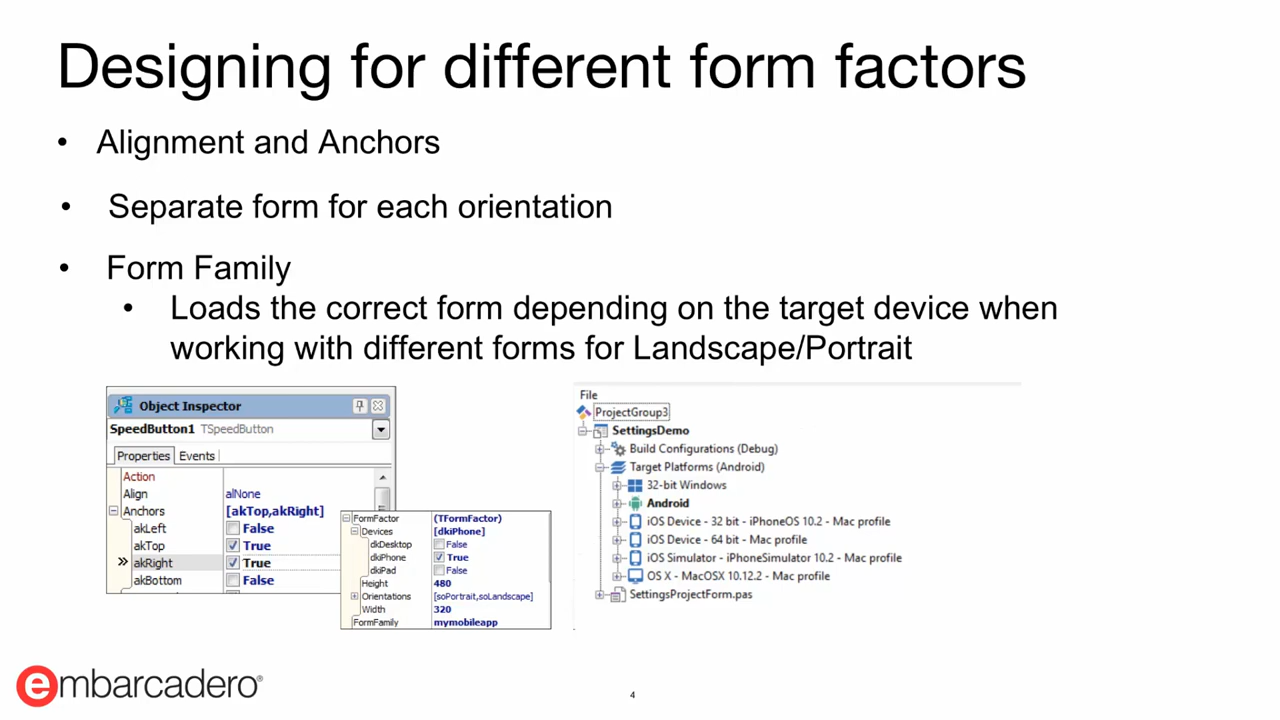 Designing for different form factors
• Alignment and Anchors
• Separate form for each orientation
• Form Family
• Loads the correct form depending on the target device when
working with different forms for Landscape/Portrait
Object Inspector
SpeedButton1 TSpeedButton
Properties Events
Action
Align alNone
Anchors [akTop,akRight]
akLeft False
akTop True
» akRight True
akBottom False
FormFactor (TFormFactor)
Devices [dkiPhone]
dkDesktop False
dkiPhone True
dkiPad False
Height 480
Orientations [soPortrait,soLandscape]
Width 320
FormFamily mymobileapp
File
ProjectGroup3
SettingsDemo
Build Configurations (Debug)
Target Platforms (Android)
32-bit Windows
Android
iOS Device - 32 bit - iPhoneOS 10.2 - Mac profile
iOS Device - 64 bit - Mac profile
iOS Simulator - iPhoneSimulator 10.2 - Mac profile
OS X - MacOSX 10.12.2 - Mac profile
SettingsProjectForm.pas
embarcadero®
4